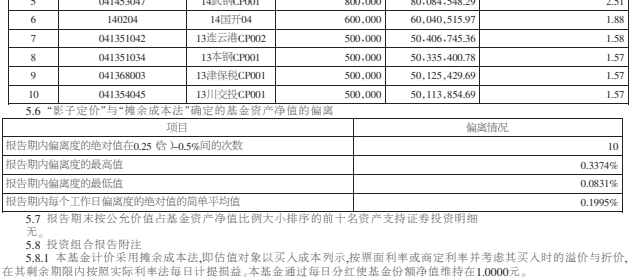 5 041453047 14武钢CP001 800,000 80,084,548.29 2.51
6 140204 14国开04 600,000 60,040,515.97 1.88
7 041351042 13连云港CP002 500,000 50,406,745.36 1.58
8 041351034 13本钢CP001 500,000 50,335,400.78 1.57
9 041368003 13津保税CP001 500,000 50,125,429.69 1.57
10 041354045 13川交投CP001 500,000 50,113,854.69 1.57
5.6 “影子定价”与“摊余成本法”确定的基金资产净值的偏离
项目 偏离情况
报告期内偏离度的绝对值在0.25（含）-0.5%间的次数 10
报告期内偏离度的最高值 0.3374%
报告期内偏离度的最低值 0.0831%
报告期内每个工作日偏离度的绝对值的简单平均值 0.1995%
5.7 报告期末按公允价值占基金资产净值比例大小排序的前十名资产支持证券投资明细
无。
5.8 投资组合报告附注
5.8.1 本基金计价采用摊余成本法,即估值对象以买入成本列示,按票面利率或商定利率并考虑其买入时的溢价与折价,
在其剩余期限内按照实际利率法每日计提损益。本基金通过每日分红使基金份额净值维持在1.0000元。